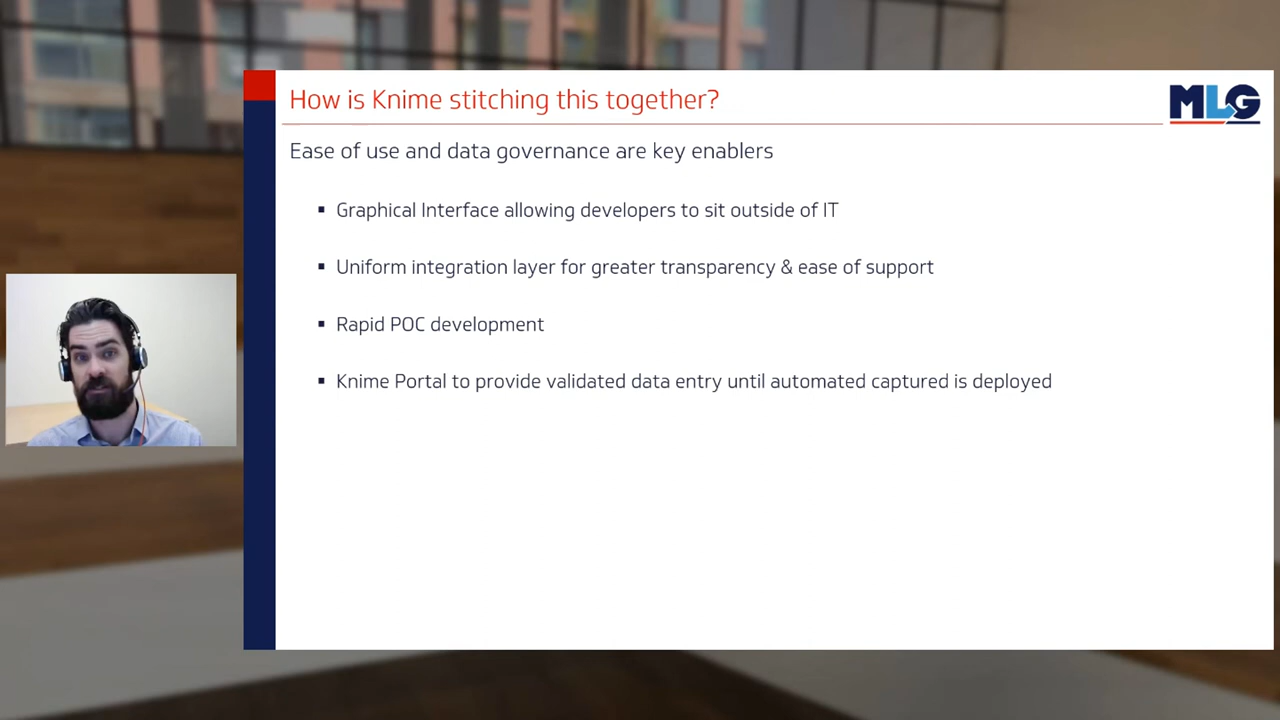 How is Knime stitching this together?
MLG
Ease of use and data governance are key enablers
▪ Graphical Interface allowing developers to sit outside of IT
▪ Uniform integration layer for greater transparency & ease of support
▪ Rapid POC development
▪ Knime Portal to provide validated data entry until automated captured is deployed